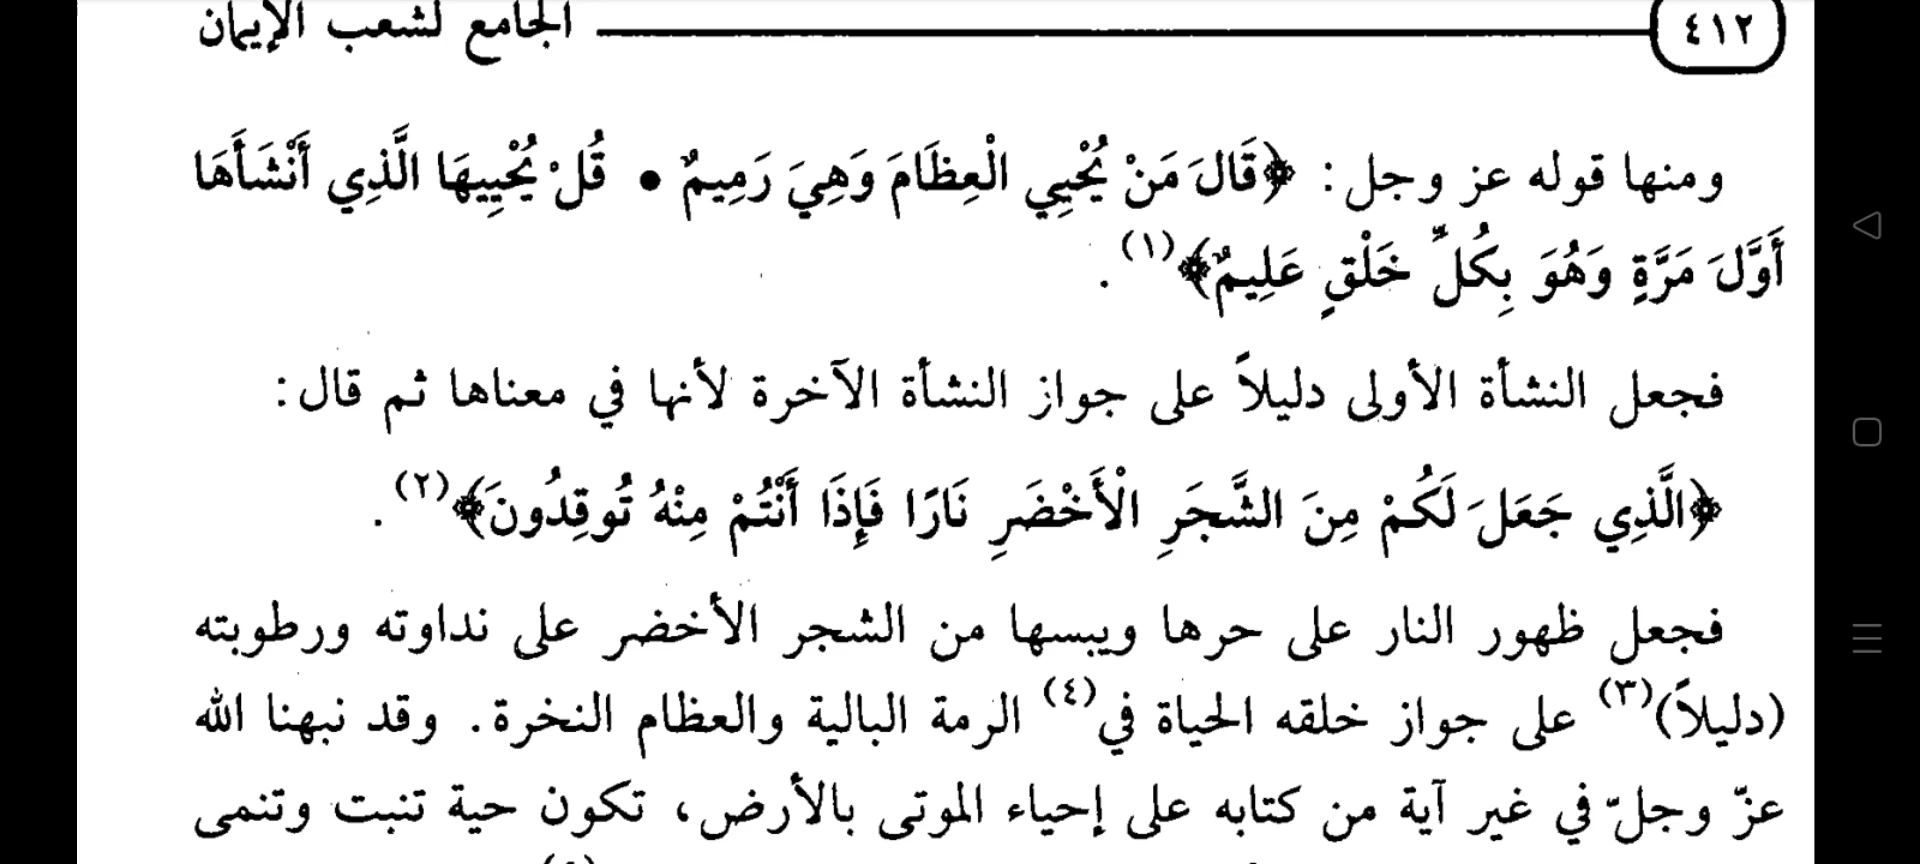 ٤١٢ الجامع لشعب الإيمان
ومنها قوله عز وجل: ﴿قَالَ مَنْ يُحْيِي الْعِظَامَ وَهِيَ رَمِيمٌ • قُلْ يُحْيِيهَا الَّذِي أَنْشَأَهَا
أَوَّلَ مَرَّةٍ وَهُوَ بِكُلِّ خَلْقٍ عَلِيمٌ﴾(١).
فجعل النشأة الأولى دليلاً على جواز النشأة الآخرة لأنها في معناها ثم قال:
﴿الَّذِي جَعَلَ لَكُمْ مِنَ الشَّجَرِ الْأَخْضَرِ نَارًا فَإِذَا أَنْتُمْ مِنْهُ تُوقِدُونَ﴾(٢).
فجعل ظهور النار على حرها ويبسها من الشجر الأخضر على نداوته ورطوبته
(دليلاً)(٣) على جواز خلقه الحياة في(٤) الرمة البالية والعظام النخرة. وقد نبهنا الله
عزّ وجلّ في غير آية من كتابه على إحياء الموتى بالأرض، تكون حية تنبت وتنمى